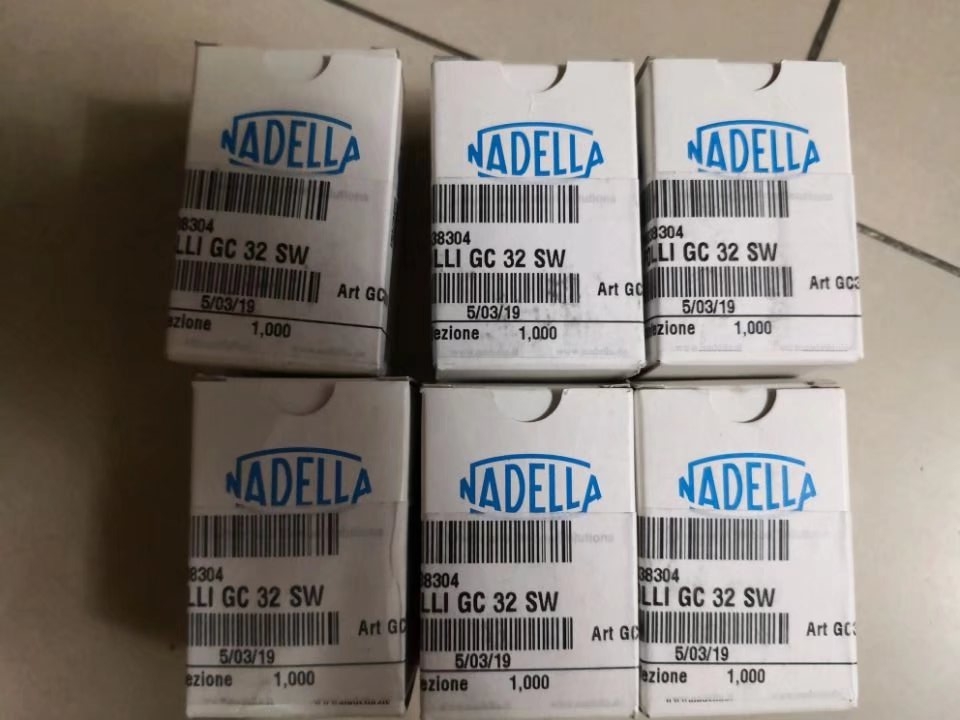 NADELLA
38304
LLI GC 32 SW
Art GC
5/03/19
ezione 1,000
NADELLA
38304
LLI GC 32 SW
Art GC
5/03/19
ezione 1,000
NADELLA
38304
ELLI GC 32 SW
Art GC3
5/03/19
ezione 1,000
NADELLA
38304
LLI GC 32 SW
Art GC
5/03/19
ezione 1,000
NADELLA
38304
LLI GC 32 SW
Art GC
5/03/19
ezione 1,000
NADELLA
38304
LLI GC 32 SW
Art GC3
5/03/19
ezione 1,000